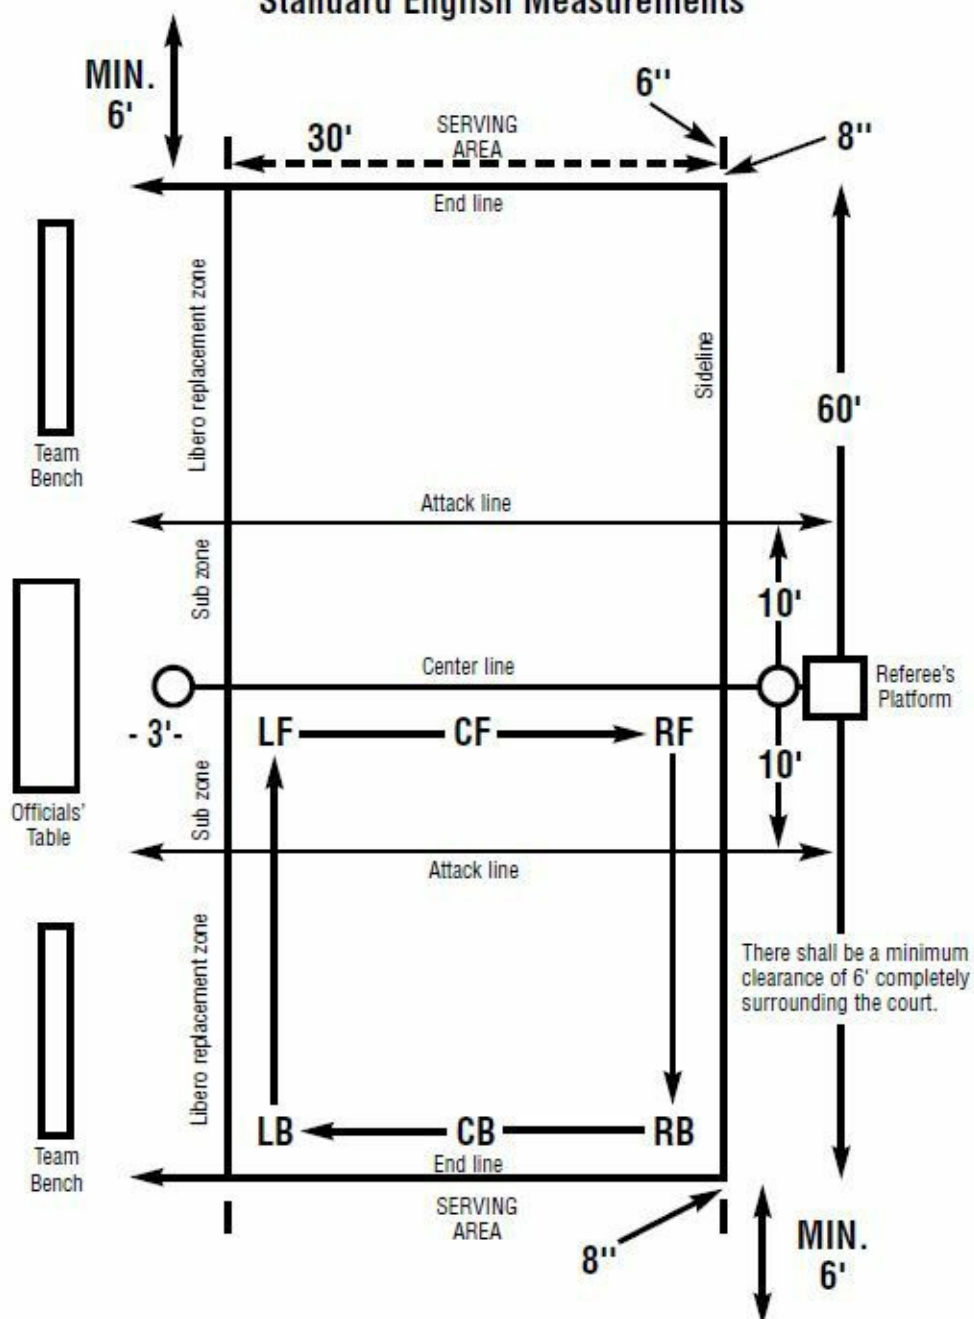 Standard English Measurements
MIN.
6'
6"
30'
SERVING
AREA
8"
End line
Libero replacement zone
Sideline
60'
Team
Bench
Attack line
Sub zone
10'
Center line
Referee's
Platform
- 3'-
LF
CF
RF
10'
Sub zone
Officials'
Table
Attack line
Libero replacement zone
There shall be a minimum
clearance of 6' completely
surrounding the court.
LB
CB
RB
Team
Bench
End line
SERVING
AREA
8"
MIN.
6'